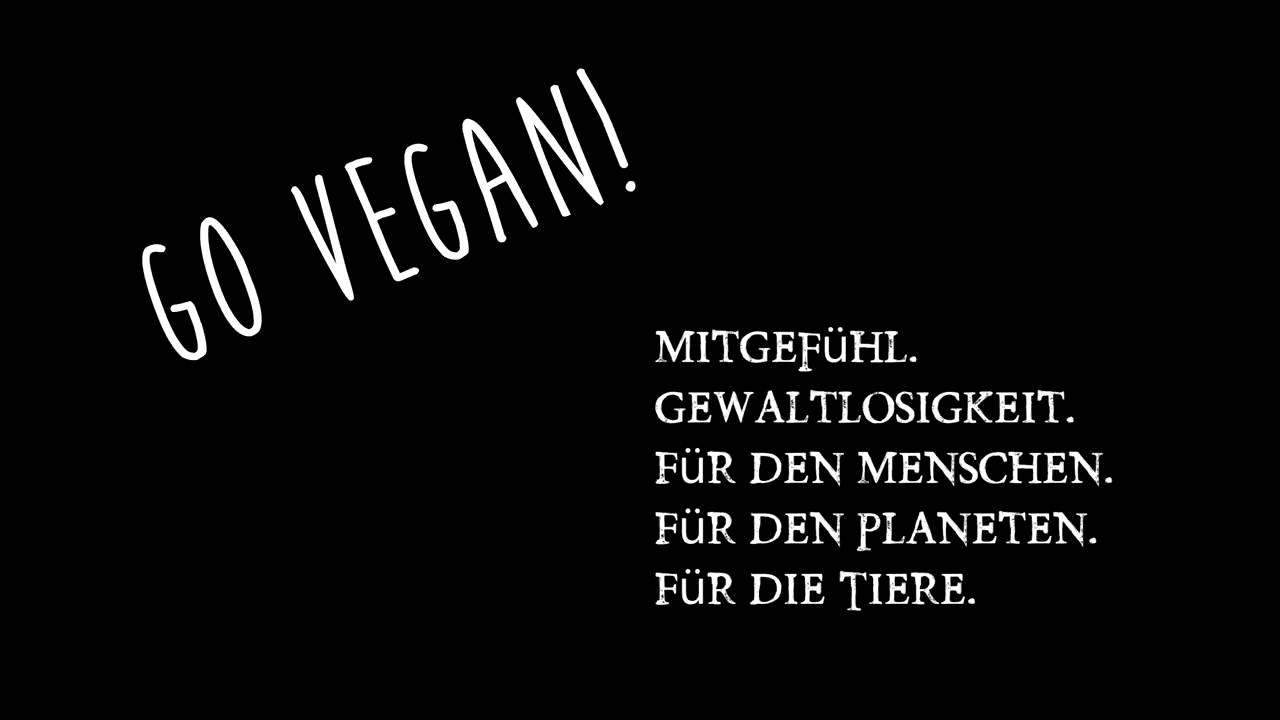 GO VEGAN!
MITGEFÜHL.
GEWALTLOSIGKEIT.
FÜR DEN MENSCHEN.
FÜR DEN PLANETEN.
FÜR DIE TIERE.